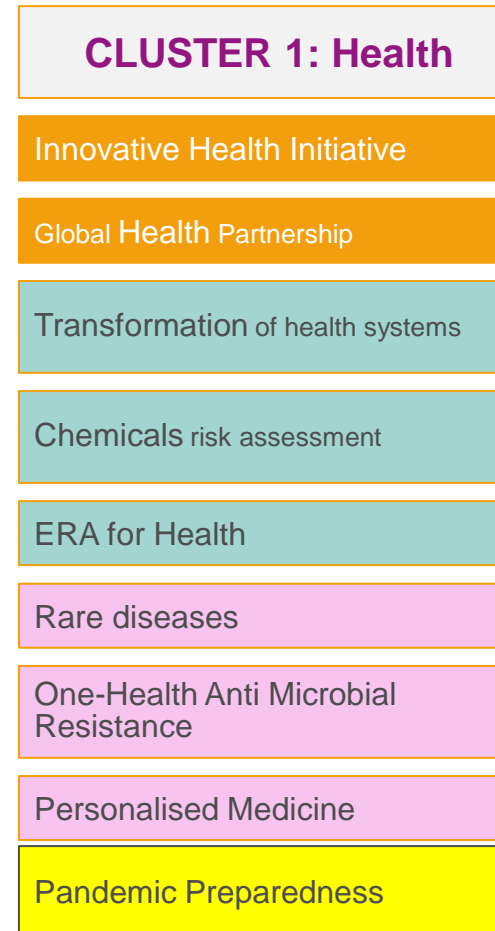 CLUSTER 1: Health
Innovative Health Initiative
Global Health Partnership
Transformation of health systems
Chemicals risk assessment
ERA for Health
Rare diseases
One-Health Anti Microbial
Resistance
Personalised Medicine
Pandemic Preparedness